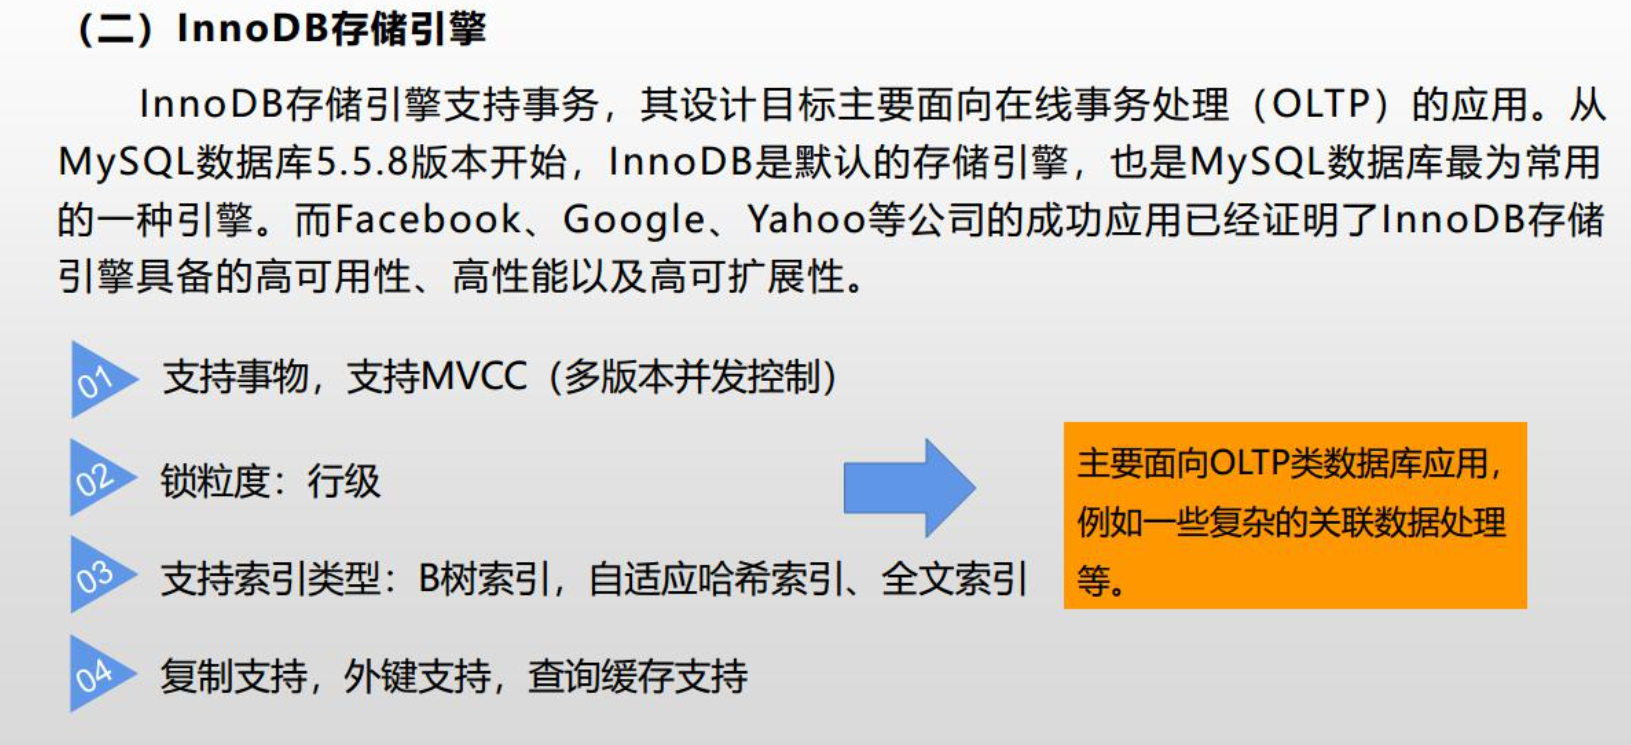 （二）InnoDB存储引擎
InnoDB存储引擎支持事务，其设计目标主要面向在线事务处理（OLTP）的应用。从
MySQL数据库5.5.8版本开始，InnoDB是默认的存储引擎，也是MySQL数据库最为常用
的一种引擎。而Facebook、Google、Yahoo等公司的成功应用已经证明了InnoDB存储
引擎具备的高可用性、高性能以及高可扩展性。
01 支持事物，支持MVCC（多版本并发控制）
02 锁粒度：行级
03 支持索引类型：B树索引，自适应哈希索引、全文索引
04 复制支持，外键支持，查询缓存支持
主要面向OLTP类数据库应用，
例如一些复杂的关联数据处理
等。